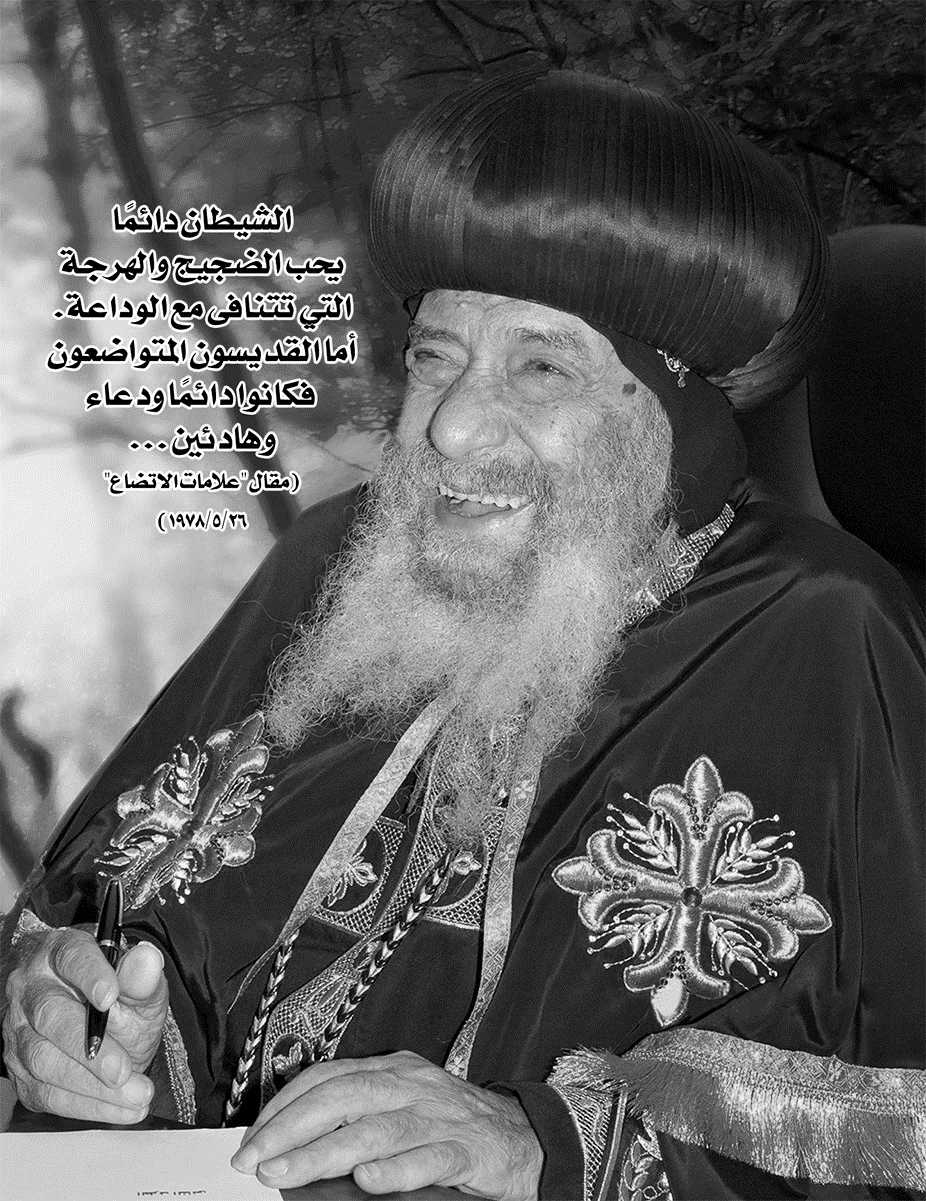 الشيطان دائمًا
يحب الضجيج والهرجة
التي تتنافى مع الوداعة.
أما القديسون المتواضعون
فكانوا دائمًا ودعاء
وهادئين...
(مقال "علامات الاتضاع"
٢٦/٥/١٩٧٨)